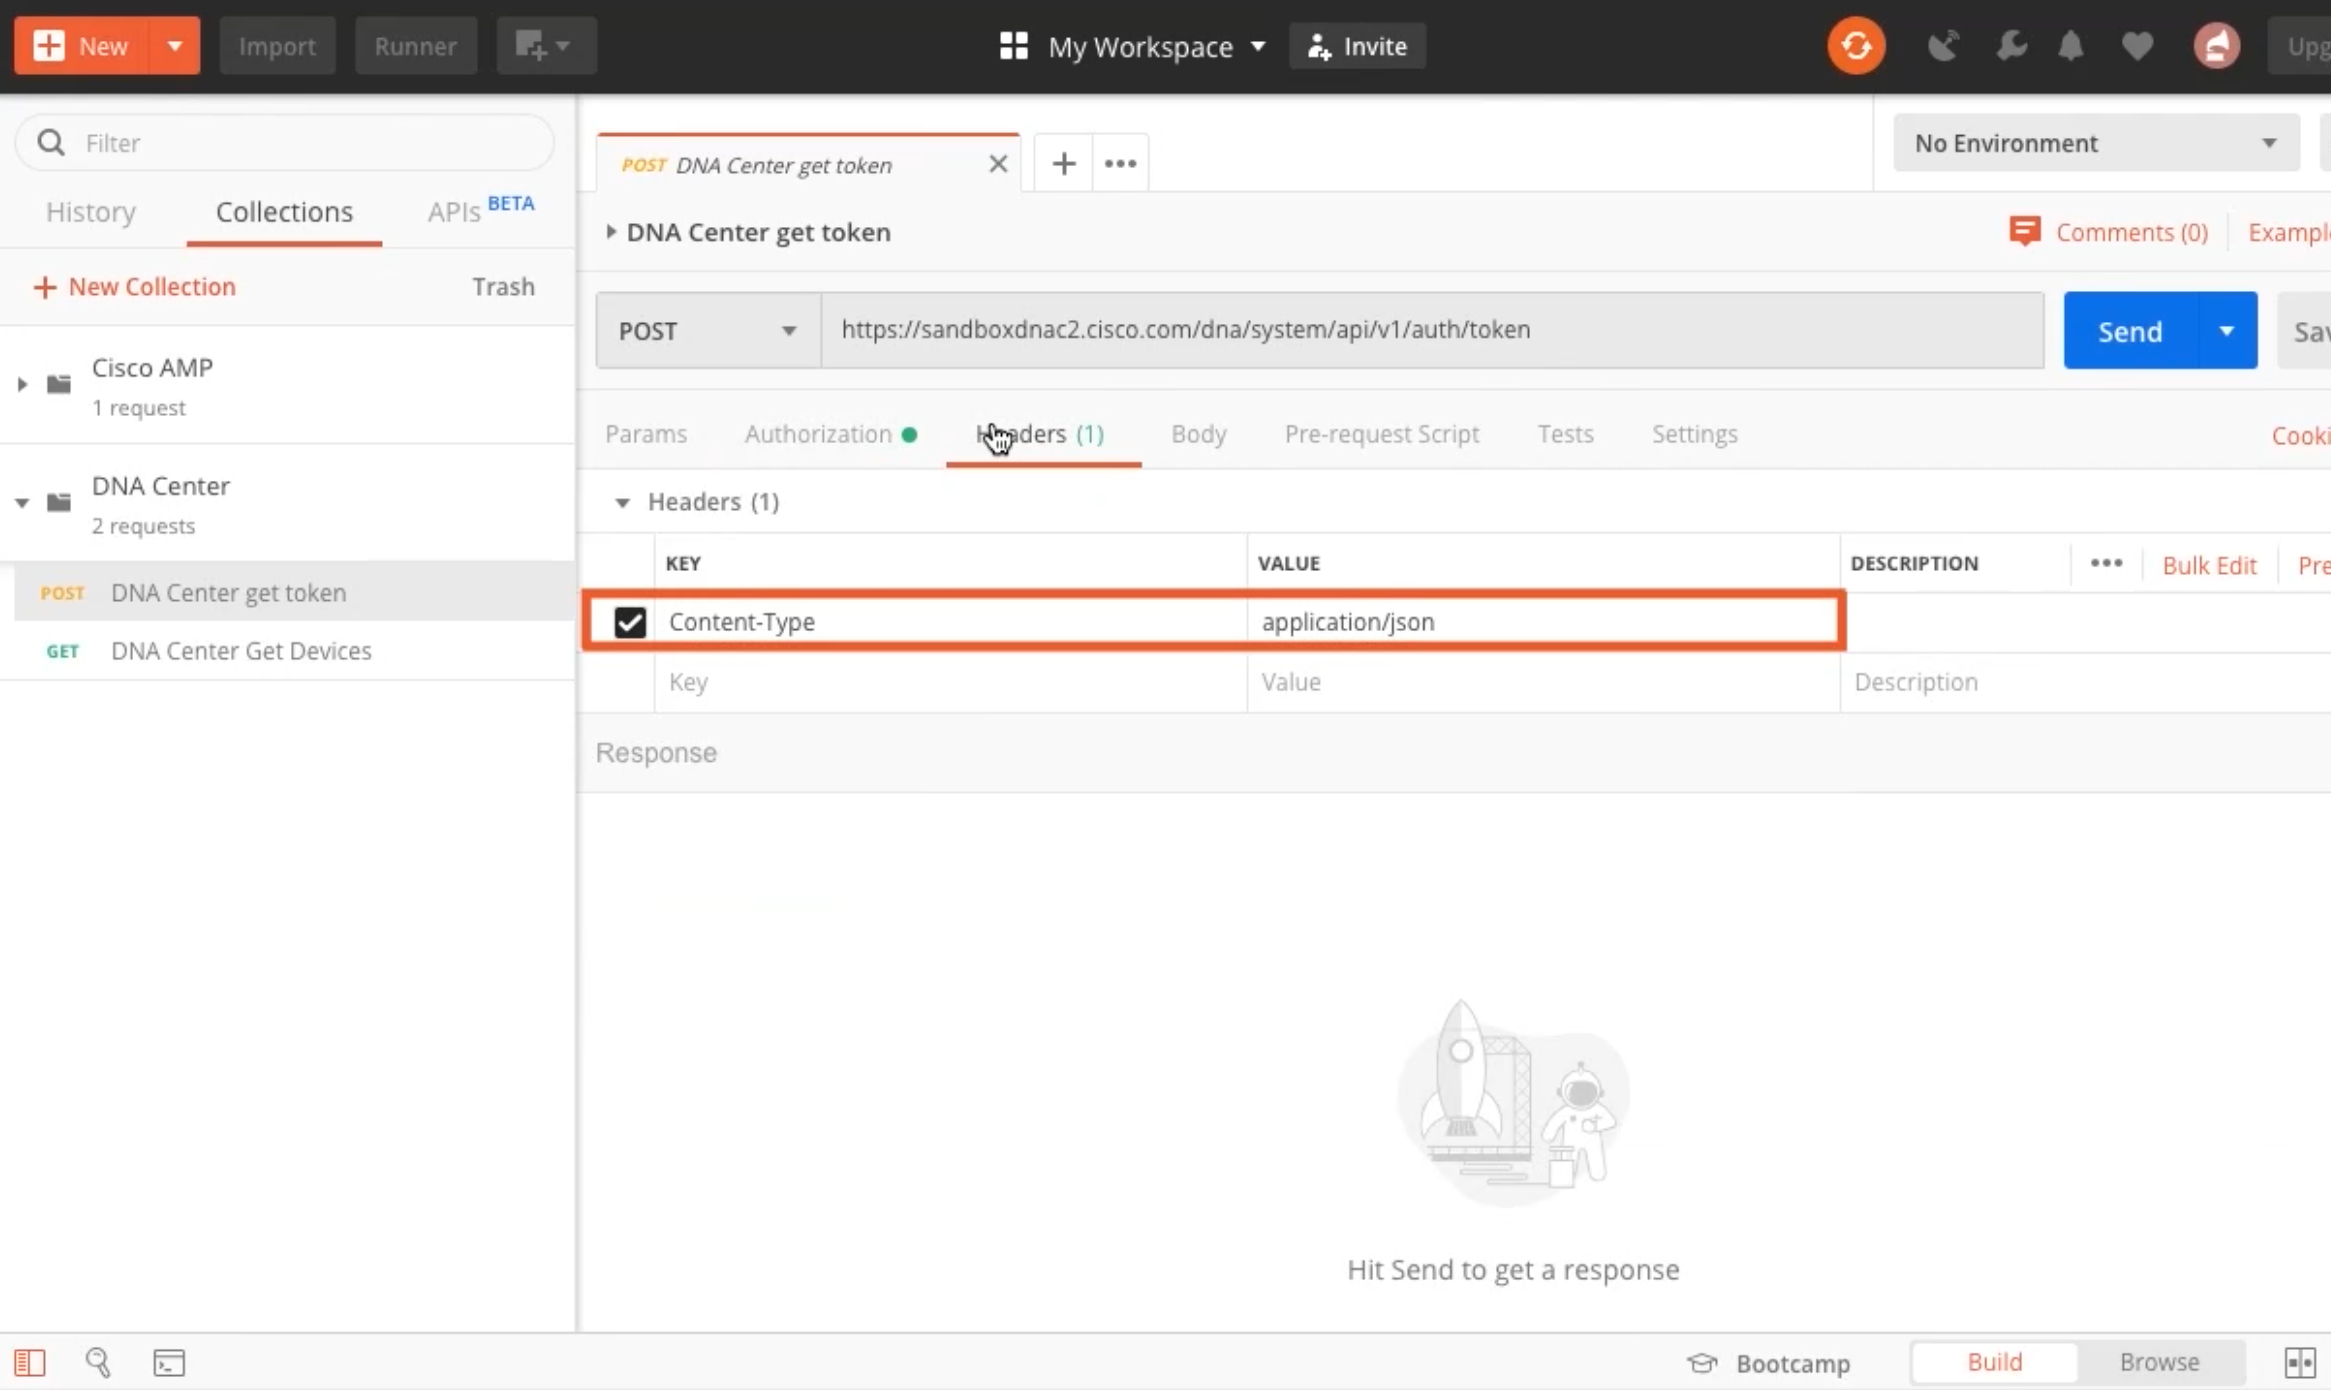 New
Import
Runner
My Workspace
Invite
Upg
Filter
History
Collections
APIs BETA
New Collection
Trash
Cisco AMP
1 request
DNA Center
2 requests
POST DNA Center get token
GET DNA Center Get Devices
POST DNA Center get token
No Environment
DNA Center get token
Comments (0)
Exampl
POST
https://sandboxdnac2.cisco.com/dna/system/api/v1/auth/token
Send
Sav
Params
Authorization
Headers (1)
Body
Pre-request Script
Tests
Settings
Cooki
Headers (1)
KEY
VALUE
DESCRIPTION
Bulk Edit
Pre
Content-Type
application/json
Key
Value
Description
Response
Hit Send to get a response
Bootcamp
Build
Browse